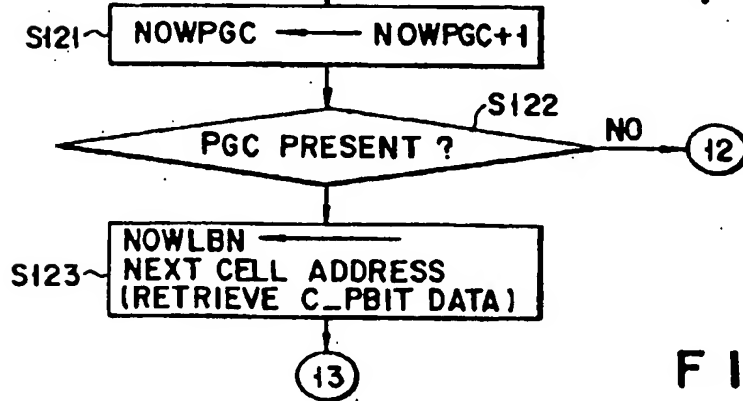 S121
NOWPGC ← NOWPGC+1
S122
PGC PRESENT ?
NO
12
S123
NOWLBN ←
NEXT CELL ADDRESS
(RETRIEVE C_PBIT DATA)
13
F I